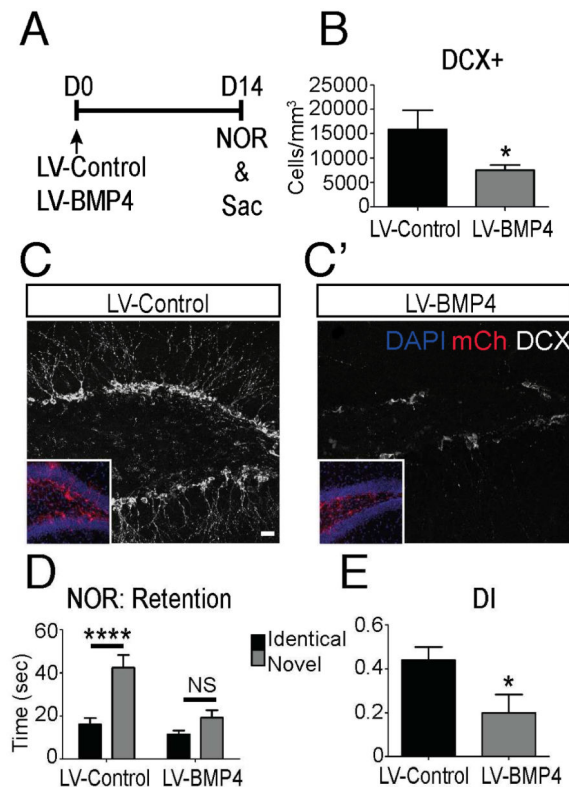 A
D0 D14
LV-Control
LV-BMP4
NOR
&
Sac
B
DCX+
Cells/mm³
25000
20000
15000
10000
5000
0
*
LV-Control LV-BMP4
C
LV-Control
C'
LV-BMP4
DAPI mCh DCX
D
NOR: Retention
Time (sec)
60
40
20
0
****
NS
Identical
Novel
LV-Control LV-BMP4
E
DI
0.6
0.4
0.2
0
*
LV-Control LV-BMP4